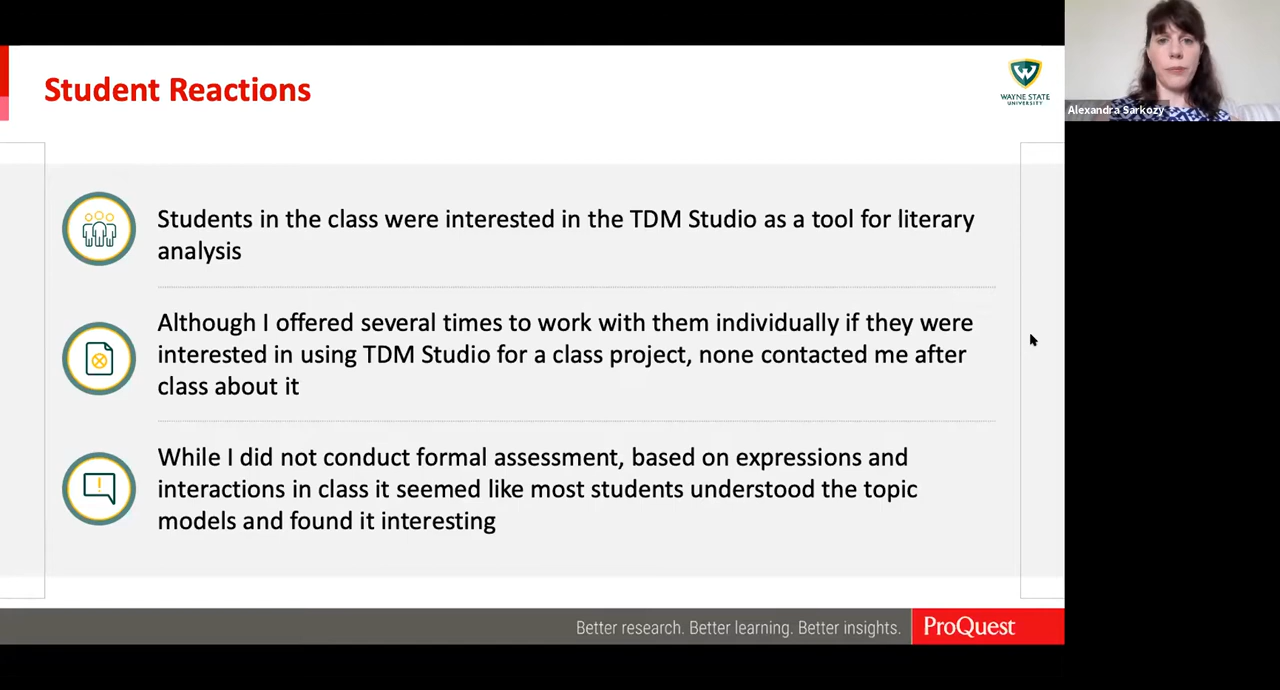 Student Reactions
WAYNE STATE
UNIVERSITY
Alexandra Sarkozy
Students in the class were interested in the TDM Studio as a tool for literary
analysis
Although I offered several times to work with them individually if they were
interested in using TDM Studio for a class project, none contacted me after
class about it
While I did not conduct formal assessment, based on expressions and
interactions in class it seemed like most students understood the topic
models and found it interesting
Better research. Better learning. Better insights.
ProQuest